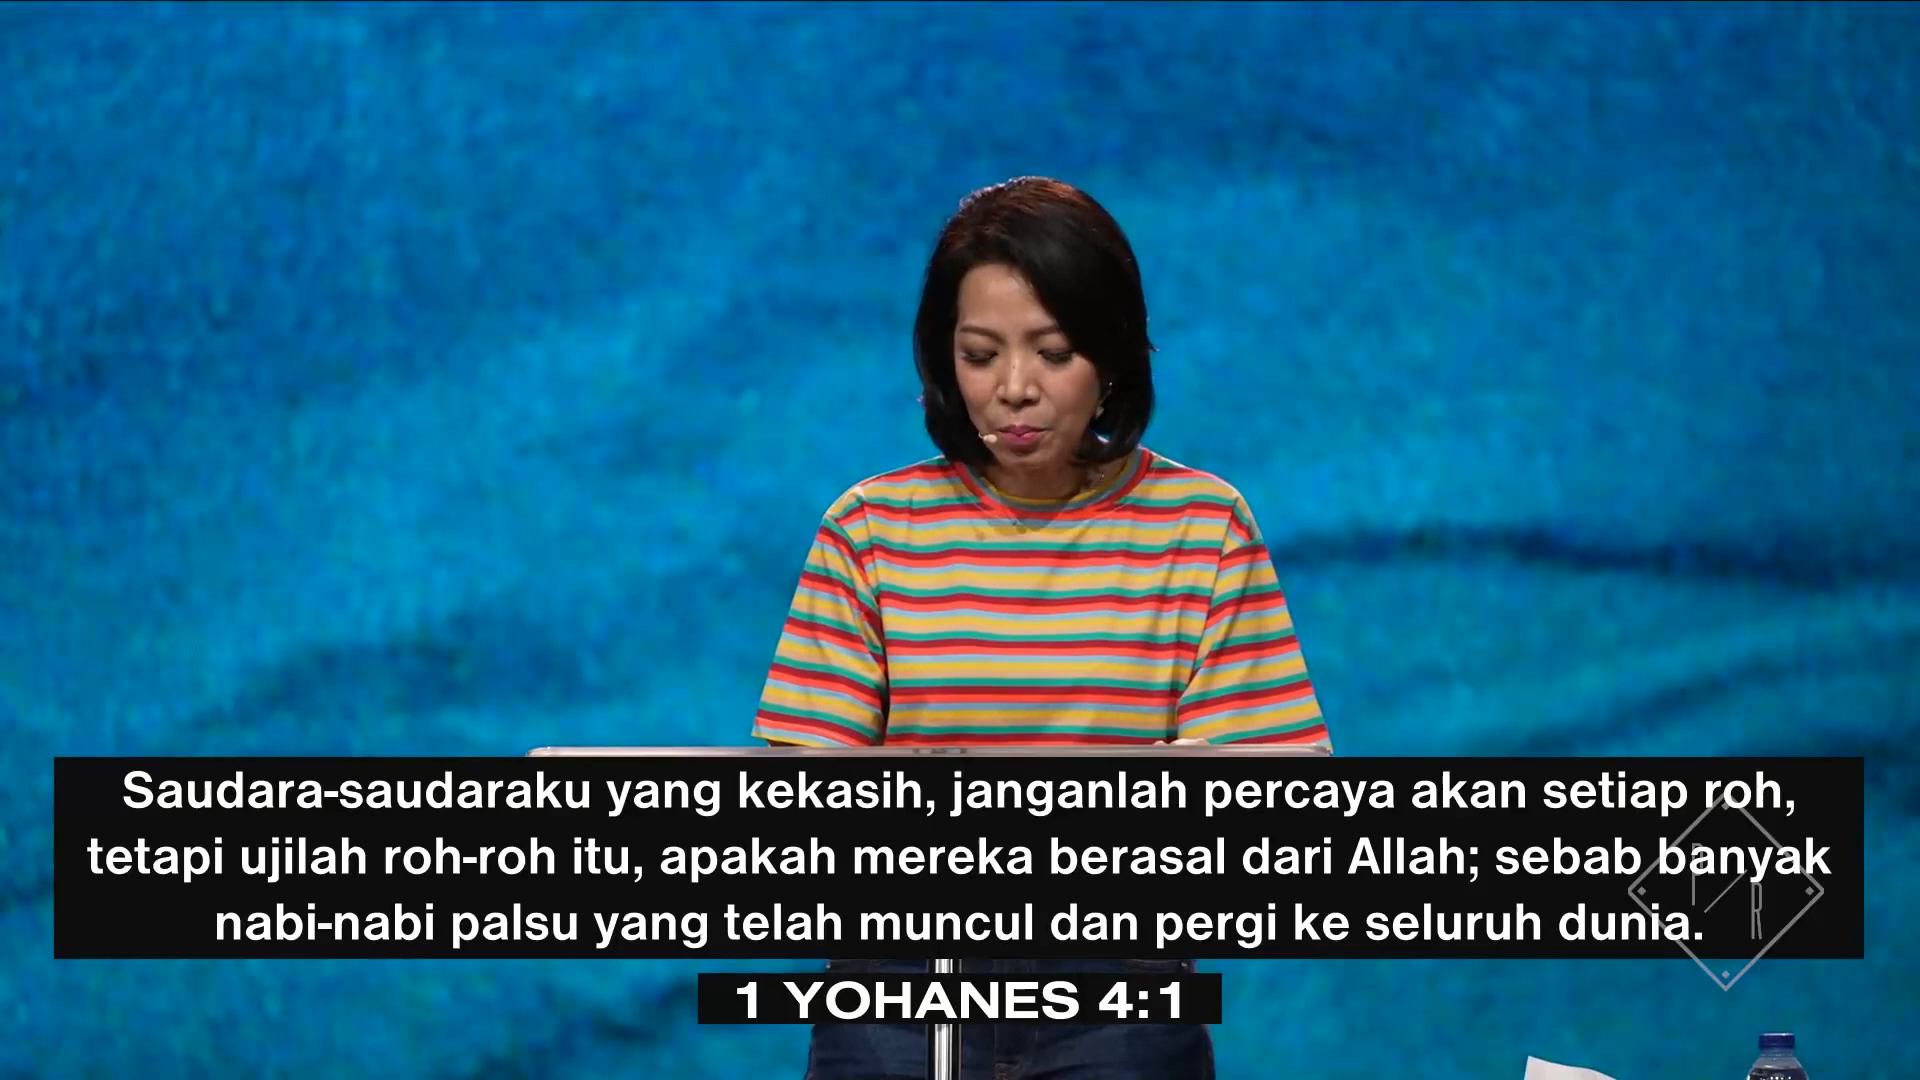 Saudara-saudaraku yang kekasih, janganlah percaya akan setiap roh,
tetapi ujilah roh-roh itu, apakah mereka berasal dari Allah; sebab banyak
nabi-nabi palsu yang telah muncul dan pergi ke seluruh dunia.
P/R
1 YOHANES 4:1